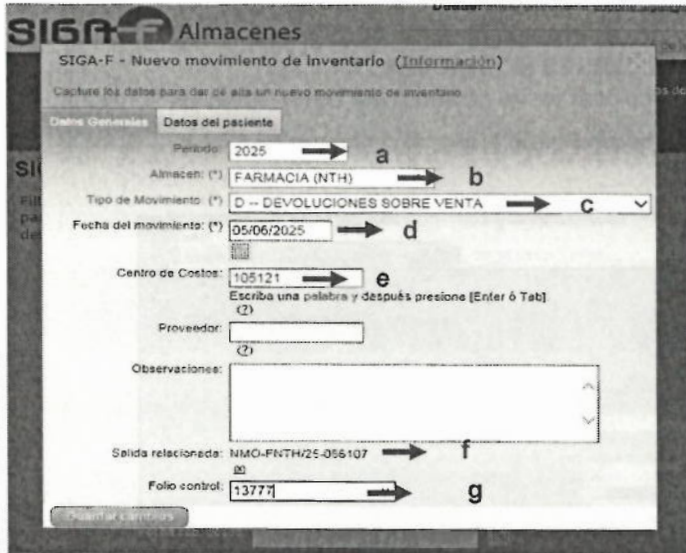 SIGA-F Almacenes
SIGA-F - Nuevo movimiento de inventario (Información)
Capture los datos para dar de alta un nuevo movimiento de inventario
Datos Generales Datos del paciente
Periodo: 2025 a
Almacen: (*) FARMACIA (NTH) b
Tipo de Movimiento: (*) D -- DEVOLUCIONES SOBRE VENTA c
Fecha del movimiento: (*) 05/06/2025 d
Centro de Costos: 105121 e
Escriba una palabra y después presione [Enter ó Tab]
(?)
Proveedor:
(?)
Observaciones:
Salida relacionada: NMO-FNTH/25-056107 f
Folio control: 13777 g
Guardar cambios